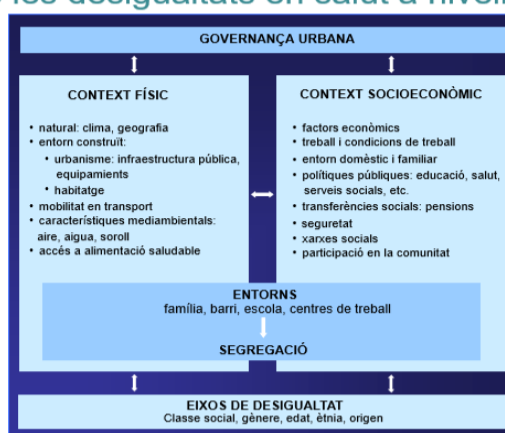 les desigualtats en salut a nivell
GOVERNANÇA URBANA
CONTEXT FÍSIC
• natural: clima, geografia
• entorn construït:
• urbanisme: infraestructura pública,
equipaments
• habitatge
• mobilitat en transport
• característiques mediambientals:
aire, aigua, soroll
• accés a alimentació saludable
CONTEXT SOCIOECONÒMIC
• factors econòmics
• treball i condicions de treball
• entorn domèstic i familiar
• polítiques públiques: educació, salut,
serveis socials, etc.
• transferències socials: pensions
• seguretat
• xarxes socials
• participació en la comunitat
ENTORNS
família, barri, escola, centres de treball
SEGREGACIÓ
EIXOS DE DESIGUALTAT
Classe social, gènere, edat, ètnia, origen